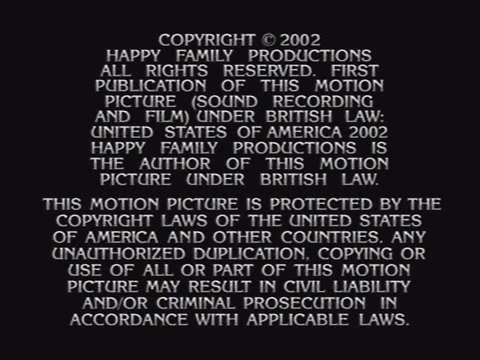 COPYRIGHT © 2002
HAPPY FAMILY PRODUCTIONS
ALL RIGHTS RESERVED. FIRST
PUBLICATION OF THIS MOTION
PICTURE (SOUND RECORDING
AND FILM) UNDER BRITISH LAW:
UNITED STATES OF AMERICA 2002
HAPPY FAMILY PRODUCTIONS IS
THE AUTHOR OF THIS MOTION
PICTURE UNDER BRITISH LAW.
THIS MOTION PICTURE IS PROTECTED BY THE
COPYRIGHT LAWS OF THE UNITED STATES
OF AMERICA AND OTHER COUNTRIES. ANY
UNAUTHORIZED DUPLICATION, COPYING OR
USE OF ALL OR PART OF THIS MOTION
PICTURE MAY RESULT IN CIVIL LIABILITY
AND/OR CRIMINAL PROSECUTION IN
ACCORDANCE WITH APPLICABLE LAWS.